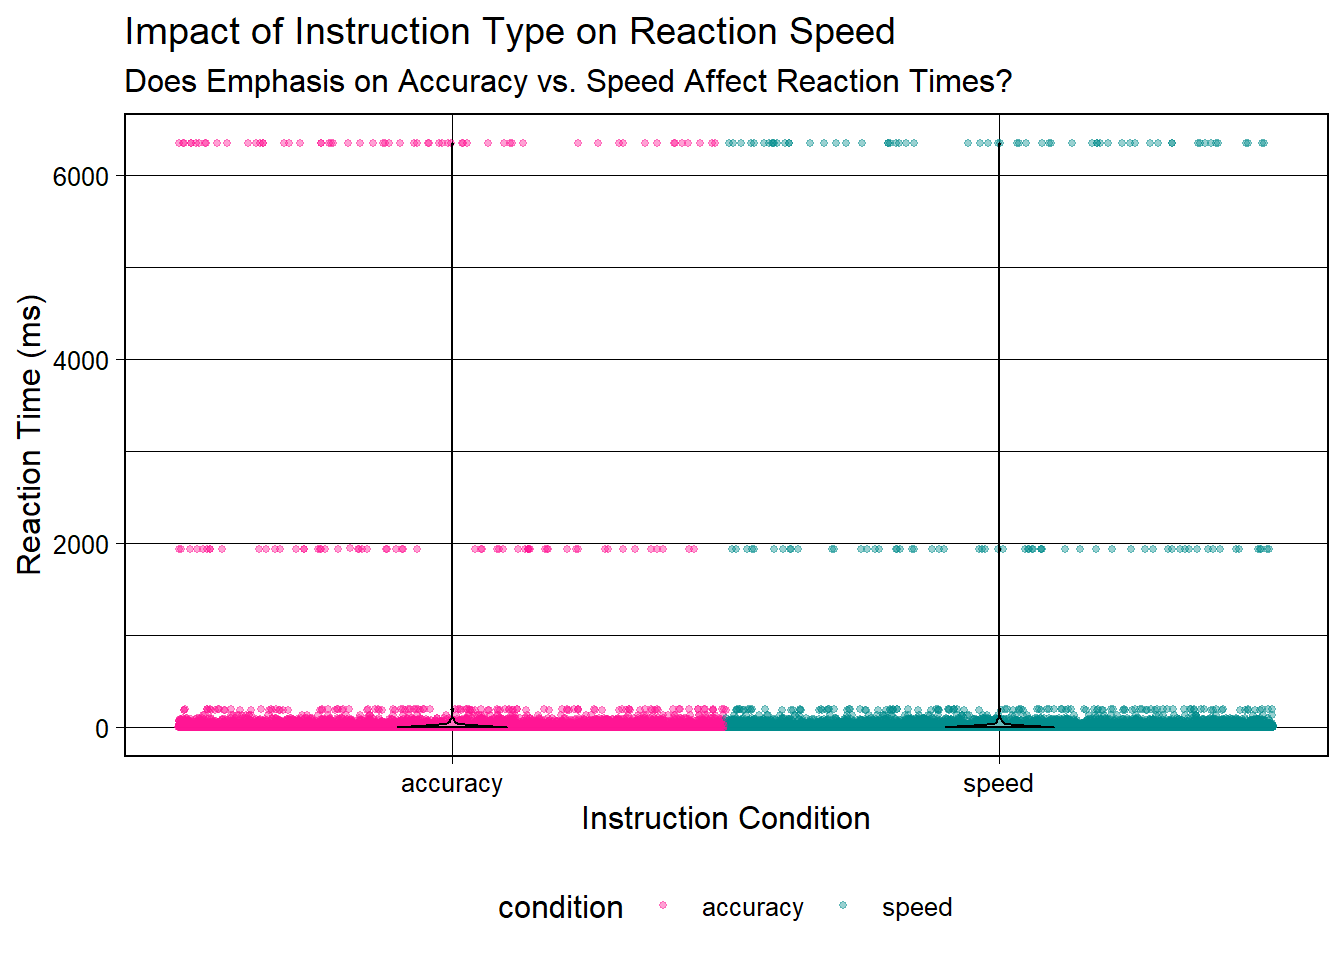 Impact of Instruction Type on Reaction Speed
Does Emphasis on Accuracy vs. Speed Affect Reaction Times?
Reaction Time (ms)
6000
4000
2000
0
accuracy speed
Instruction Condition
condition accuracy speed